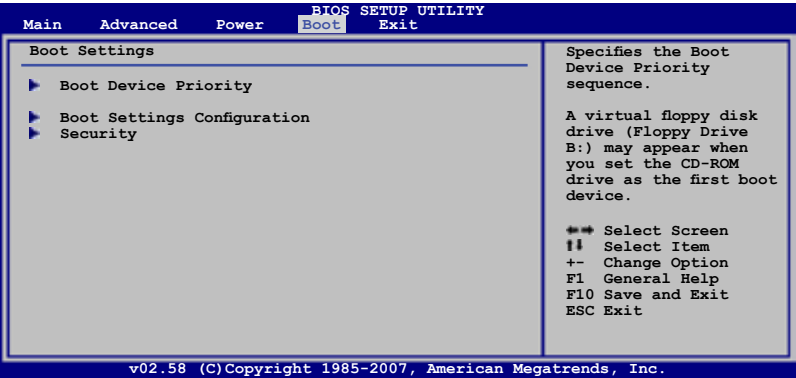 BIOS SETUP UTILITY
Main Advanced Power Boot Exit
Boot Settings
Boot Device Priority
Boot Settings Configuration
Security
Specifies the Boot
Device Priority
sequence.
A virtual floppy disk
drive (Floppy Drive
B:) may appear when
you set the CD-ROM
drive as the first boot
device.
←→ Select Screen
↑↓ Select Item
+- Change Option
F1 General Help
F10 Save and Exit
ESC Exit
v02.58 (C)Copyright 1985-2007, American Megatrends, Inc.